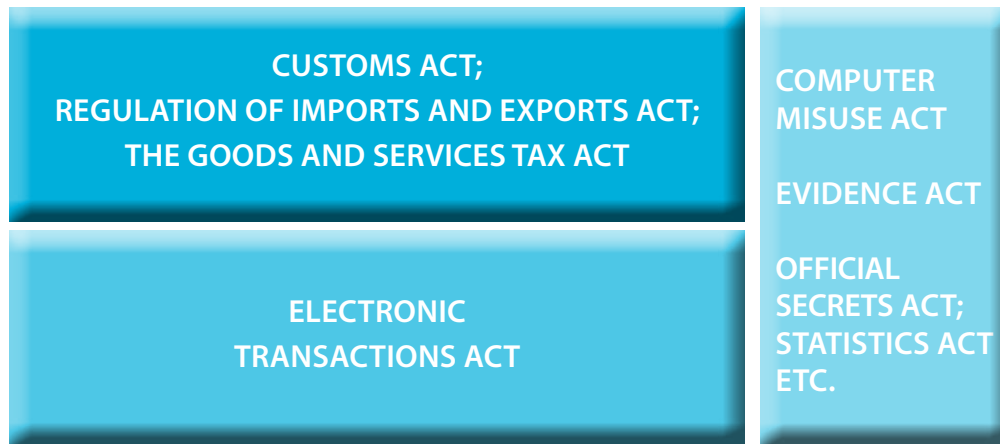 CUSTOMS ACT;
REGULATION OF IMPORTS AND EXPORTS ACT;
THE GOODS AND SERVICES TAX ACT
ELECTRONIC
TRANSACTIONS ACT
COMPUTER
MISUSE ACT
EVIDENCE ACT
OFFICIAL
SECRETS ACT;
STATISTICS ACT
ETC.